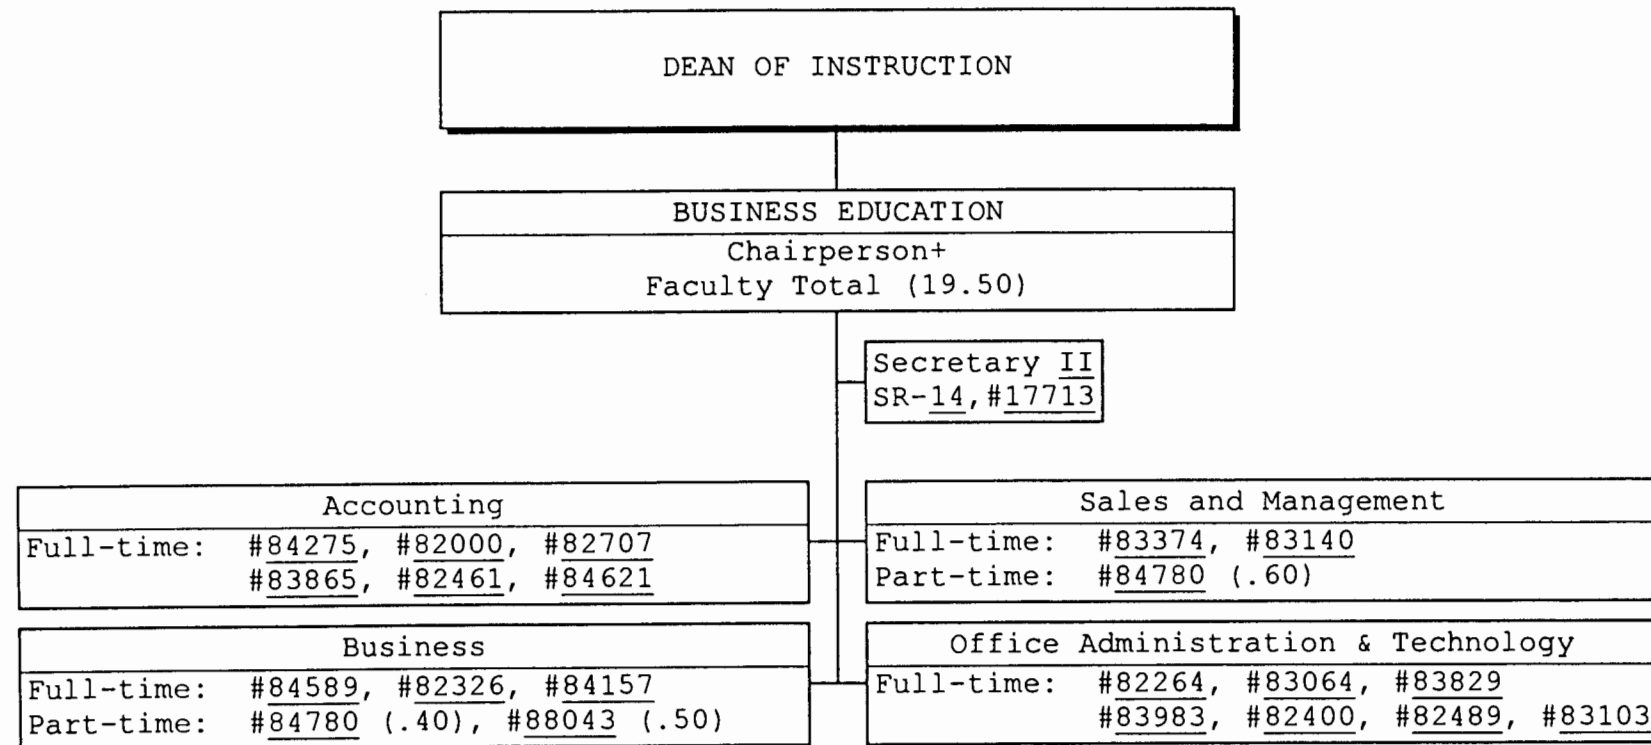 DEAN OF INSTRUCTION
BUSINESS EDUCATION
Chairperson+
Faculty Total (19.50)
Secretary II
SR-14, #17713
Accounting
Full-time: #84275, #82000, #82707
#83865, #82461, #84621
Sales and Management
Full-time: #83374, #83140
Part-time: #84780 (.60)
Business
Full-time: #84589, #82326, #84157
Part-time: #84780 (.40), #88043 (.50)
Office Administration & Technology
Full-time: #82264, #83064, #83829
#83983, #82400, #82489, #83103